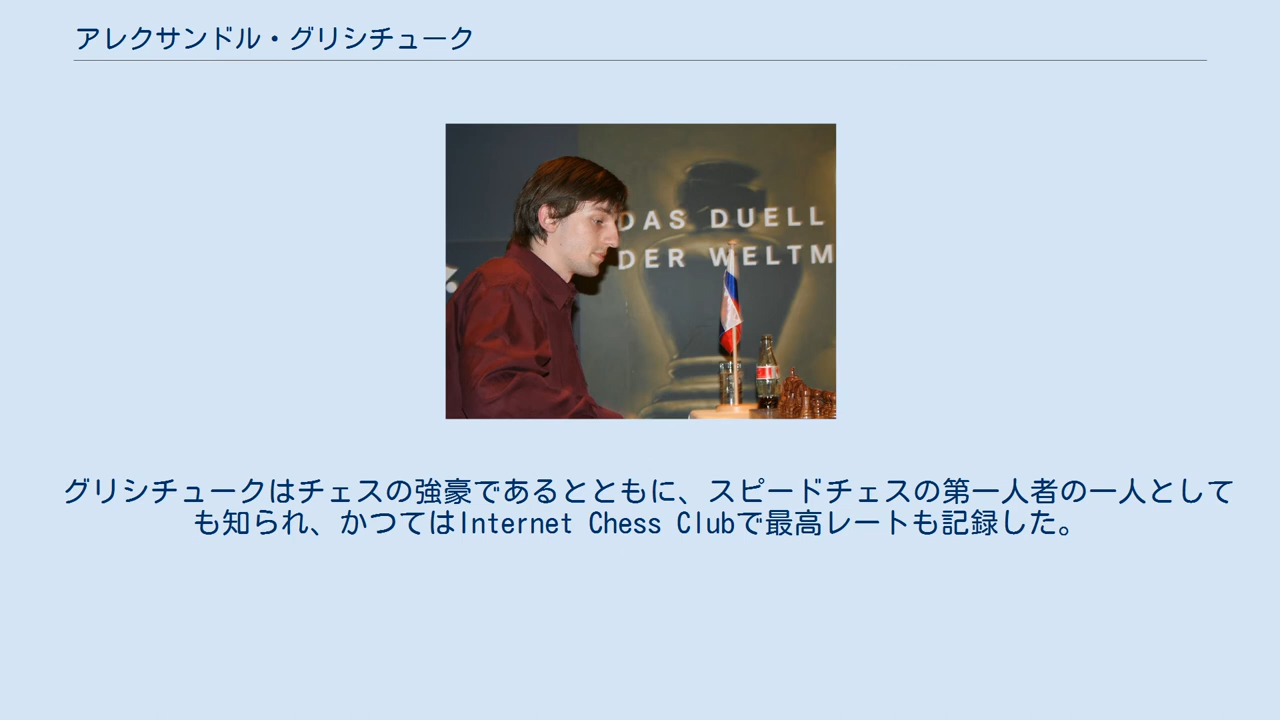 アレクサンドル・グリシチューク
DAS DUELL
DER WELTM
グリシチュークはチェスの強豪であるとともに、スピードチェスの第一人者の一人として
も知られ、かつてはInternet Chess Clubで最高レートも記録した。